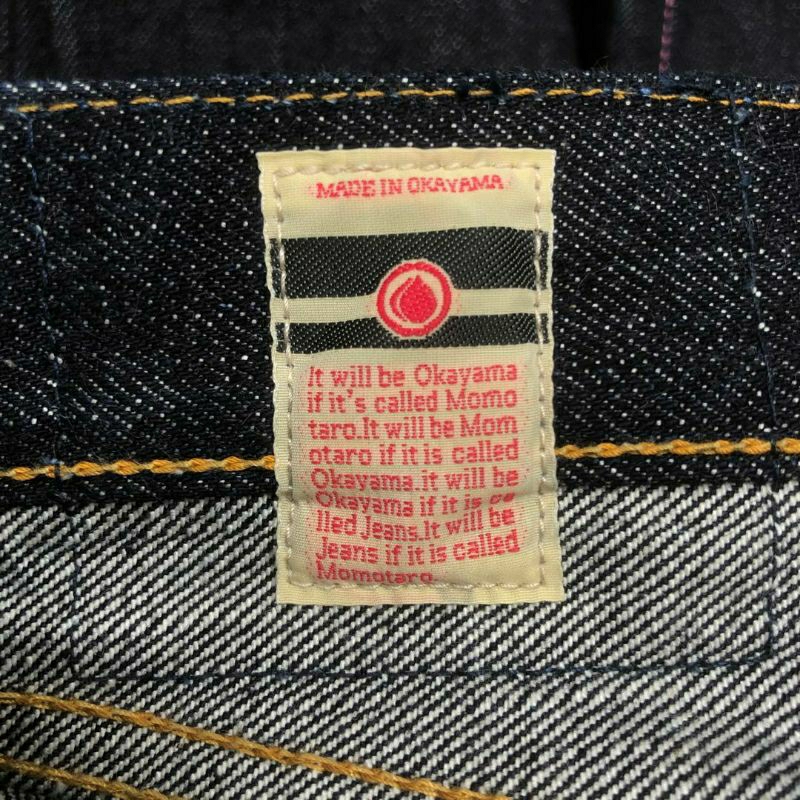 MADE IN OKAYAMA
It will be Okayama
if it's called Momo
taro.It will be Mom
otaro if it is called
Okayama.it will be
Okayama if it is ca
lled Jeans.It will be
Jeans if it is called
Momotaro.